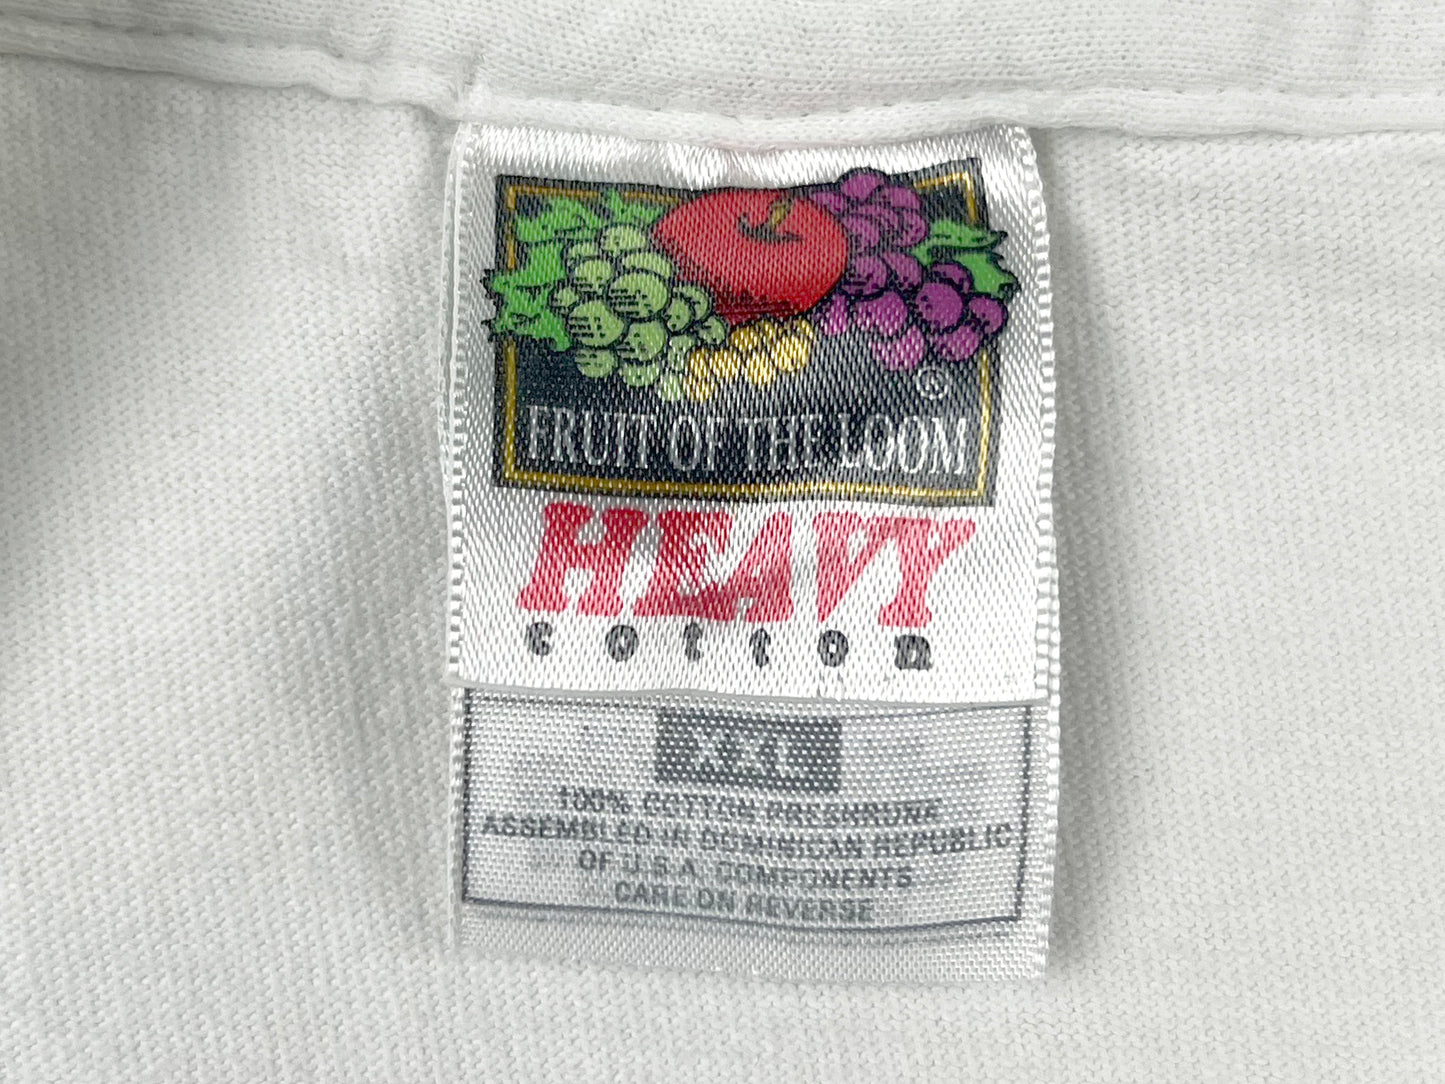 ®
FRUIT OF THE LOOM
HEAVY
cotton
XXL
100% COTTON PRESHRUNK
ASSEMBLED IN DOMINICAN REPUBLIC
OF U.S.A. COMPONENTS
CARE ON REVERSE